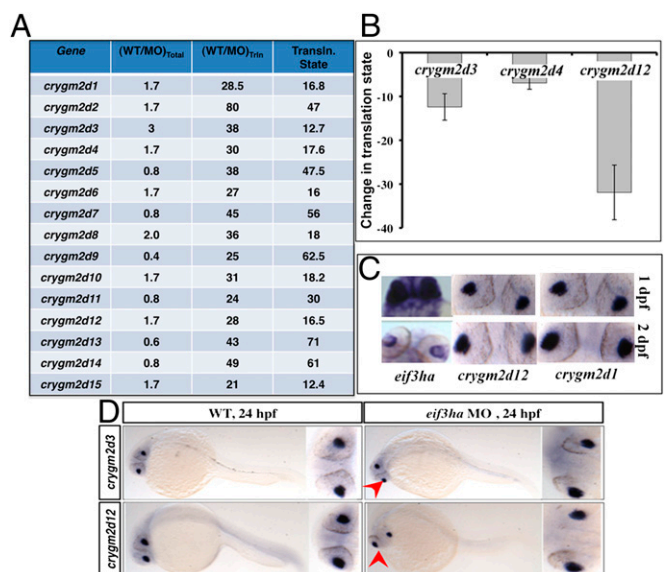 A
Gene (WT/MO)Total (WT/MO)Trln Transln. State
crygm2d1 1.7 28.5 16.8
crygm2d2 1.7 80 47
crygm2d3 3 38 12.7
crygm2d4 1.7 30 17.6
crygm2d5 0.8 38 47.5
crygm2d6 1.7 27 16
crygm2d7 0.8 45 56
crygm2d8 2.0 36 18
crygm2d9 0.4 25 62.5
crygm2d10 1.7 31 18.2
crygm2d11 0.8 24 30
crygm2d12 1.7 28 16.5
crygm2d13 0.6 43 71
crygm2d14 0.8 49 61
crygm2d15 1.7 21 12.4
B
Change in translation state
0
-10
-20
-30
-40
crygm2d3 crygm2d4 crygm2d12
C
1 dpf
2 dpf
eif3ha crygm2d12 crygm2d1
D
WT, 24 hpf eif3ha MO , 24 hpf
crygm2d3
crygm2d12